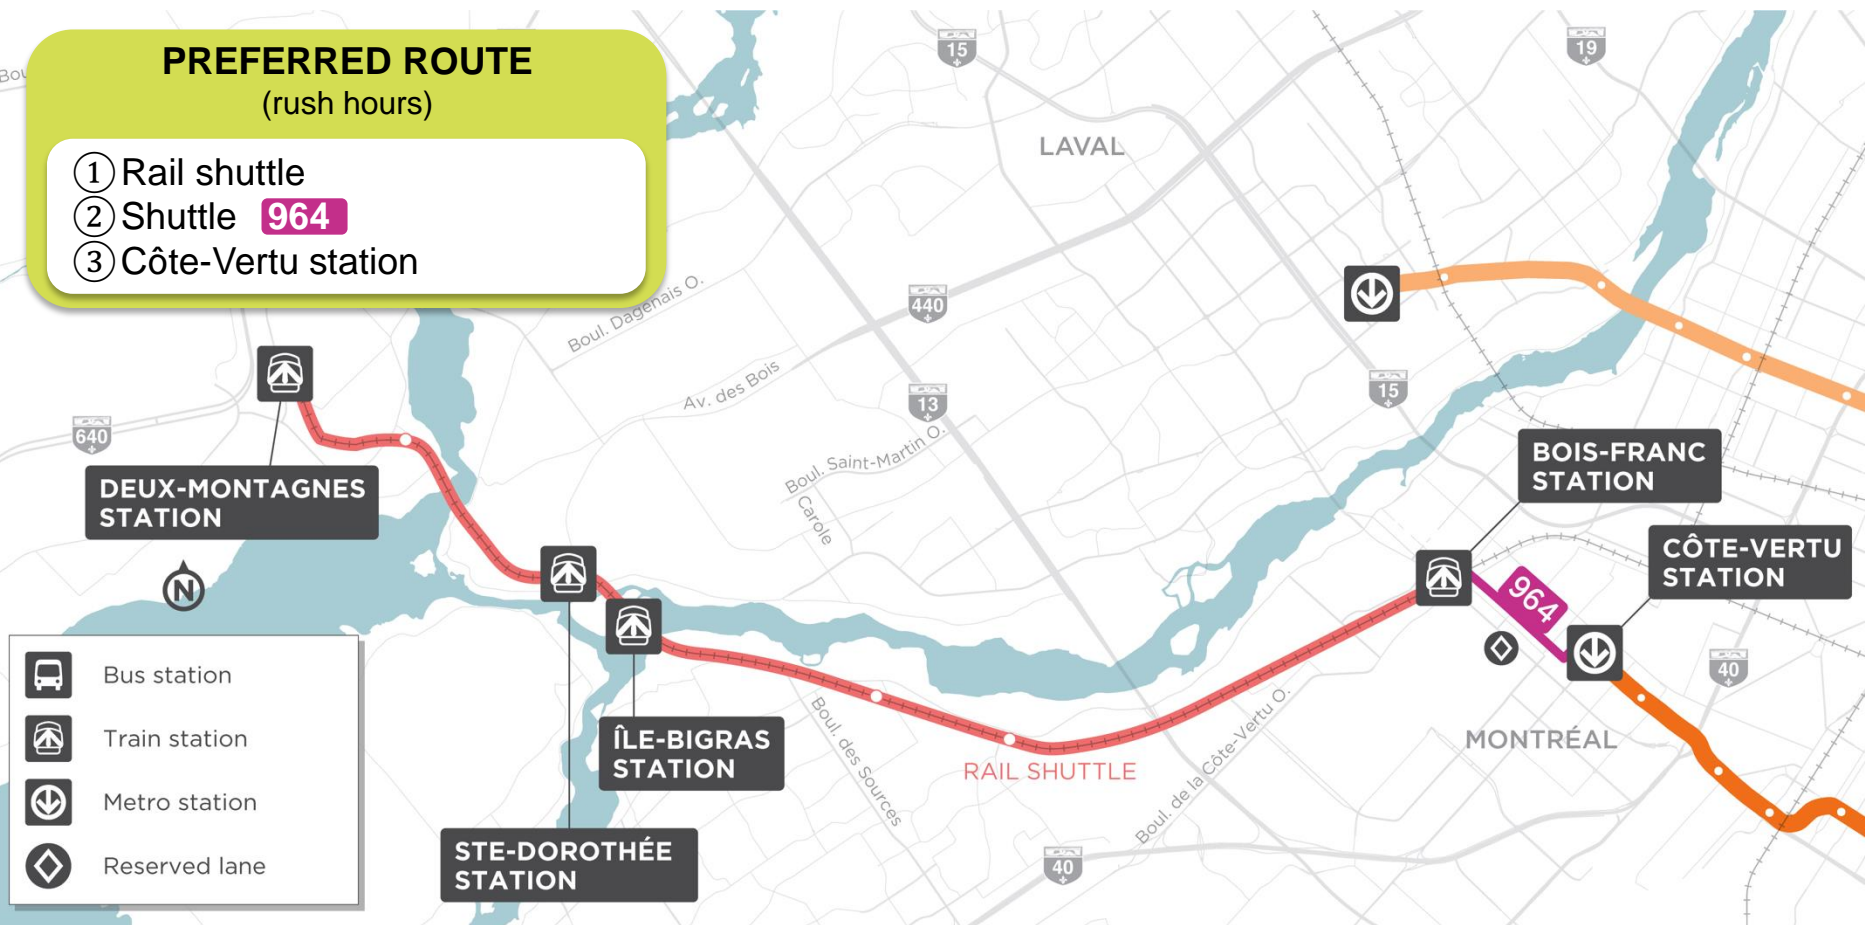 PREFERRED ROUTE
(rush hours)
① Rail shuttle
② Shuttle 964
③ Côte-Vertu station
15
19
LAVAL
Boul. Dagenais O.
440
Av. des Bois
13
15
640
Boul. Saint-Martin O.
Carole
DEUX-MONTAGNES
STATION
BOIS-FRANC
STATION
CÔTE-VERTU
STATION
964
N
Bus station
Train station
Metro station
Reserved lane
ÎLE-BIGRAS
STATION
STE-DOROTHÉE
STATION
Boul. des Sources
RAIL SHUTTLE
Boul. de la Côte-Vertu O.
MONTRÉAL
40
40